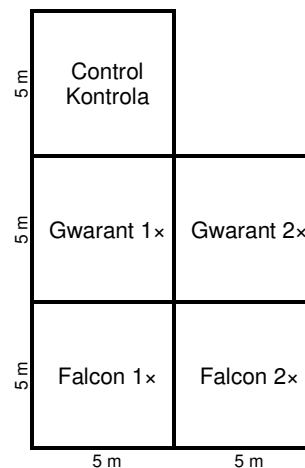 5 m
Control
Kontrola
5 m
Gwarant 1×
Gwarant 2×
5 m
Falcon 1×
Falcon 2×
5 m
5 m